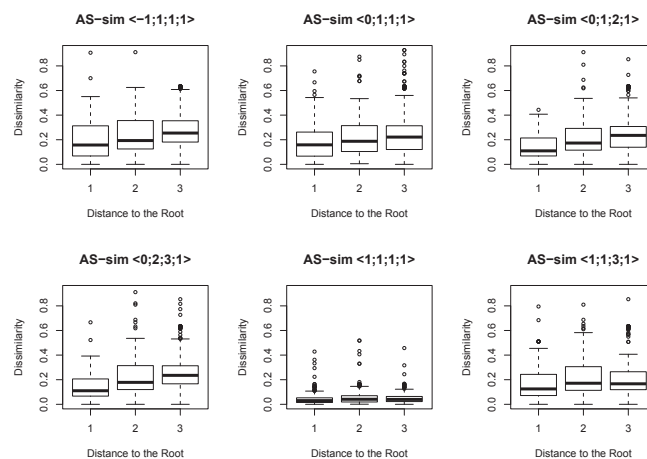 AS−sim <−1;1;1;1>
Dissimilarity
0.0 0.2 0.4 0.6 0.8
1 2 3
Distance to the Root
AS−sim <0;1;1;1>
Dissimilarity
0.0 0.2 0.4 0.6 0.8
1 2 3
Distance to the Root
AS−sim <0;1;2;1>
Dissimilarity
0.0 0.2 0.4 0.6 0.8
1 2 3
Distance to the Root
AS−sim <0;2;3;1>
Dissimilarity
0.0 0.2 0.4 0.6 0.8
1 2 3
Distance to the Root
AS−sim <1;1;1;1>
Dissimilarity
0.0 0.2 0.4 0.6 0.8
1 2 3
Distance to the Root
AS−sim <1;1;3;1>
Dissimilarity
0.0 0.2 0.4 0.6 0.8
1 2 3
Distance to the Root